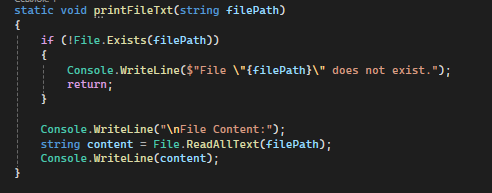 static void printFileTxt(string filePath)
{
    if (!File.Exists(filePath))
    {
        Console.WriteLine($"File \"{filePath}\" does not exist.");
        return;
    }

    Console.WriteLine("\nFile Content:");
    string content = File.ReadAllText(filePath);
    Console.WriteLine(content);
}